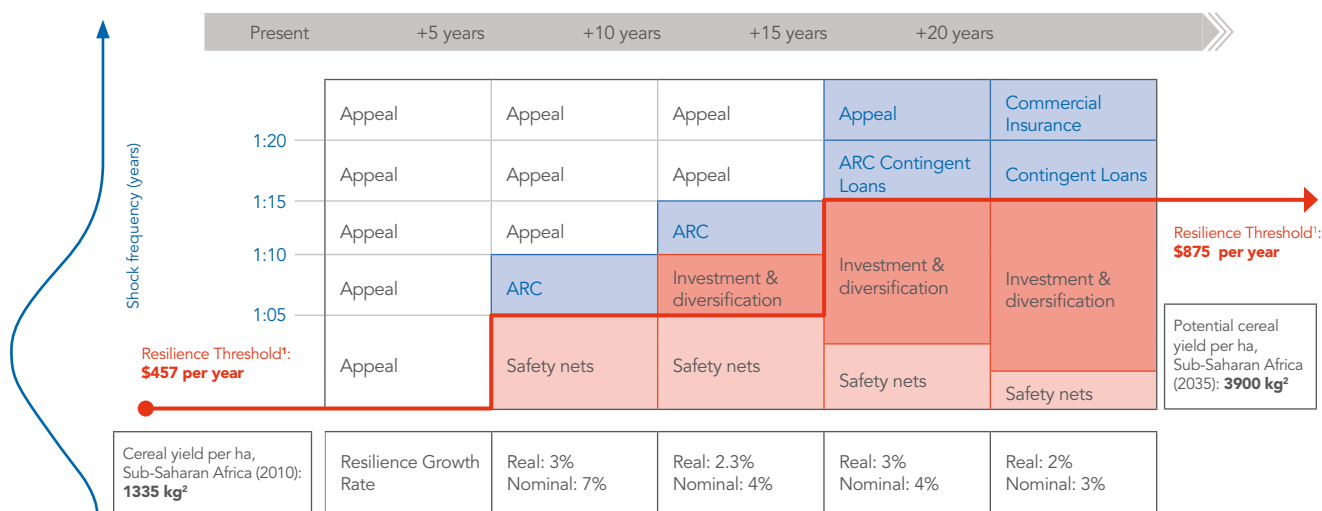 Present +5 years +10 years +15 years +20 years
Shock frequency (years)
Appeal Appeal Appeal Appeal Commercial
Insurance
1:20
Appeal Appeal Appeal ARC Contingent
Loans
Contingent Loans
1:15
Appeal Appeal ARC
Resilience Threshold¹:
$875 per year
1:10
Appeal ARC Investment &
diversification
Investment &
diversification
Investment &
diversification
1:05
Resilience Threshold¹:
$457 per year
Appeal Safety nets Safety nets Safety nets Safety nets
Potential cereal
yield per ha,
Sub-Saharan Africa
(2035): 3900 kg²
Cereal yield per ha,
Sub-Saharan Africa (2010):
1335 kg²
Resilience Growth
Rate
Real: 3%
Nominal: 7%
Real: 2.3%
Nominal: 4%
Real: 3%
Nominal: 4%
Real: 2%
Nominal: 3%